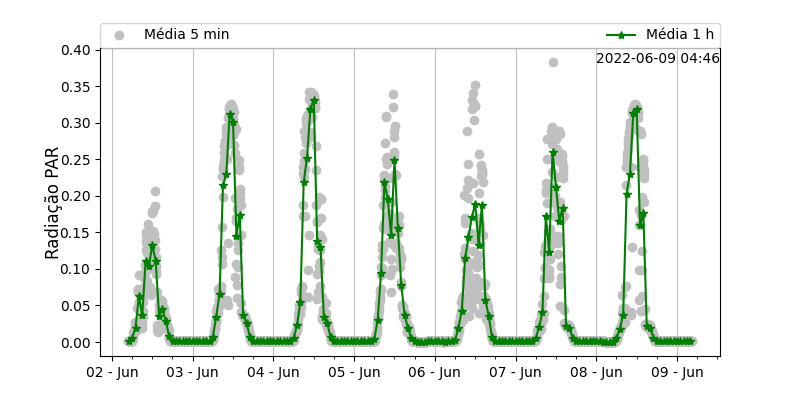 Média 5 min
Média 1 h
2022-06-09 04:46
Radiação PAR
0.40
0.35
0.30
0.25
0.20
0.15
0.10
0.05
0.00
02 - Jun
03 - Jun
04 - Jun
05 - Jun
06 - Jun
07 - Jun
08 - Jun
09 - Jun